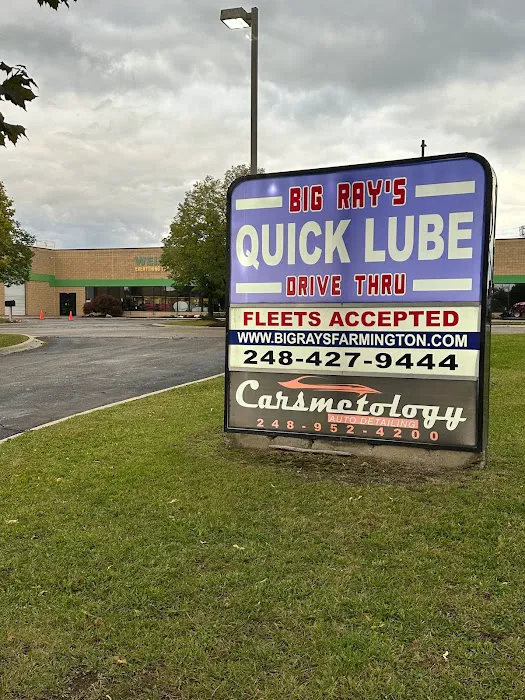 BIG RAY'S
QUICK LUBE
DRIVE THRU
FLEETS ACCEPTED
WWW.BIGRAYSFARMINGTON.COM
248-427-9444
Carsmetology
AUTO DETAILING
248-952-4200